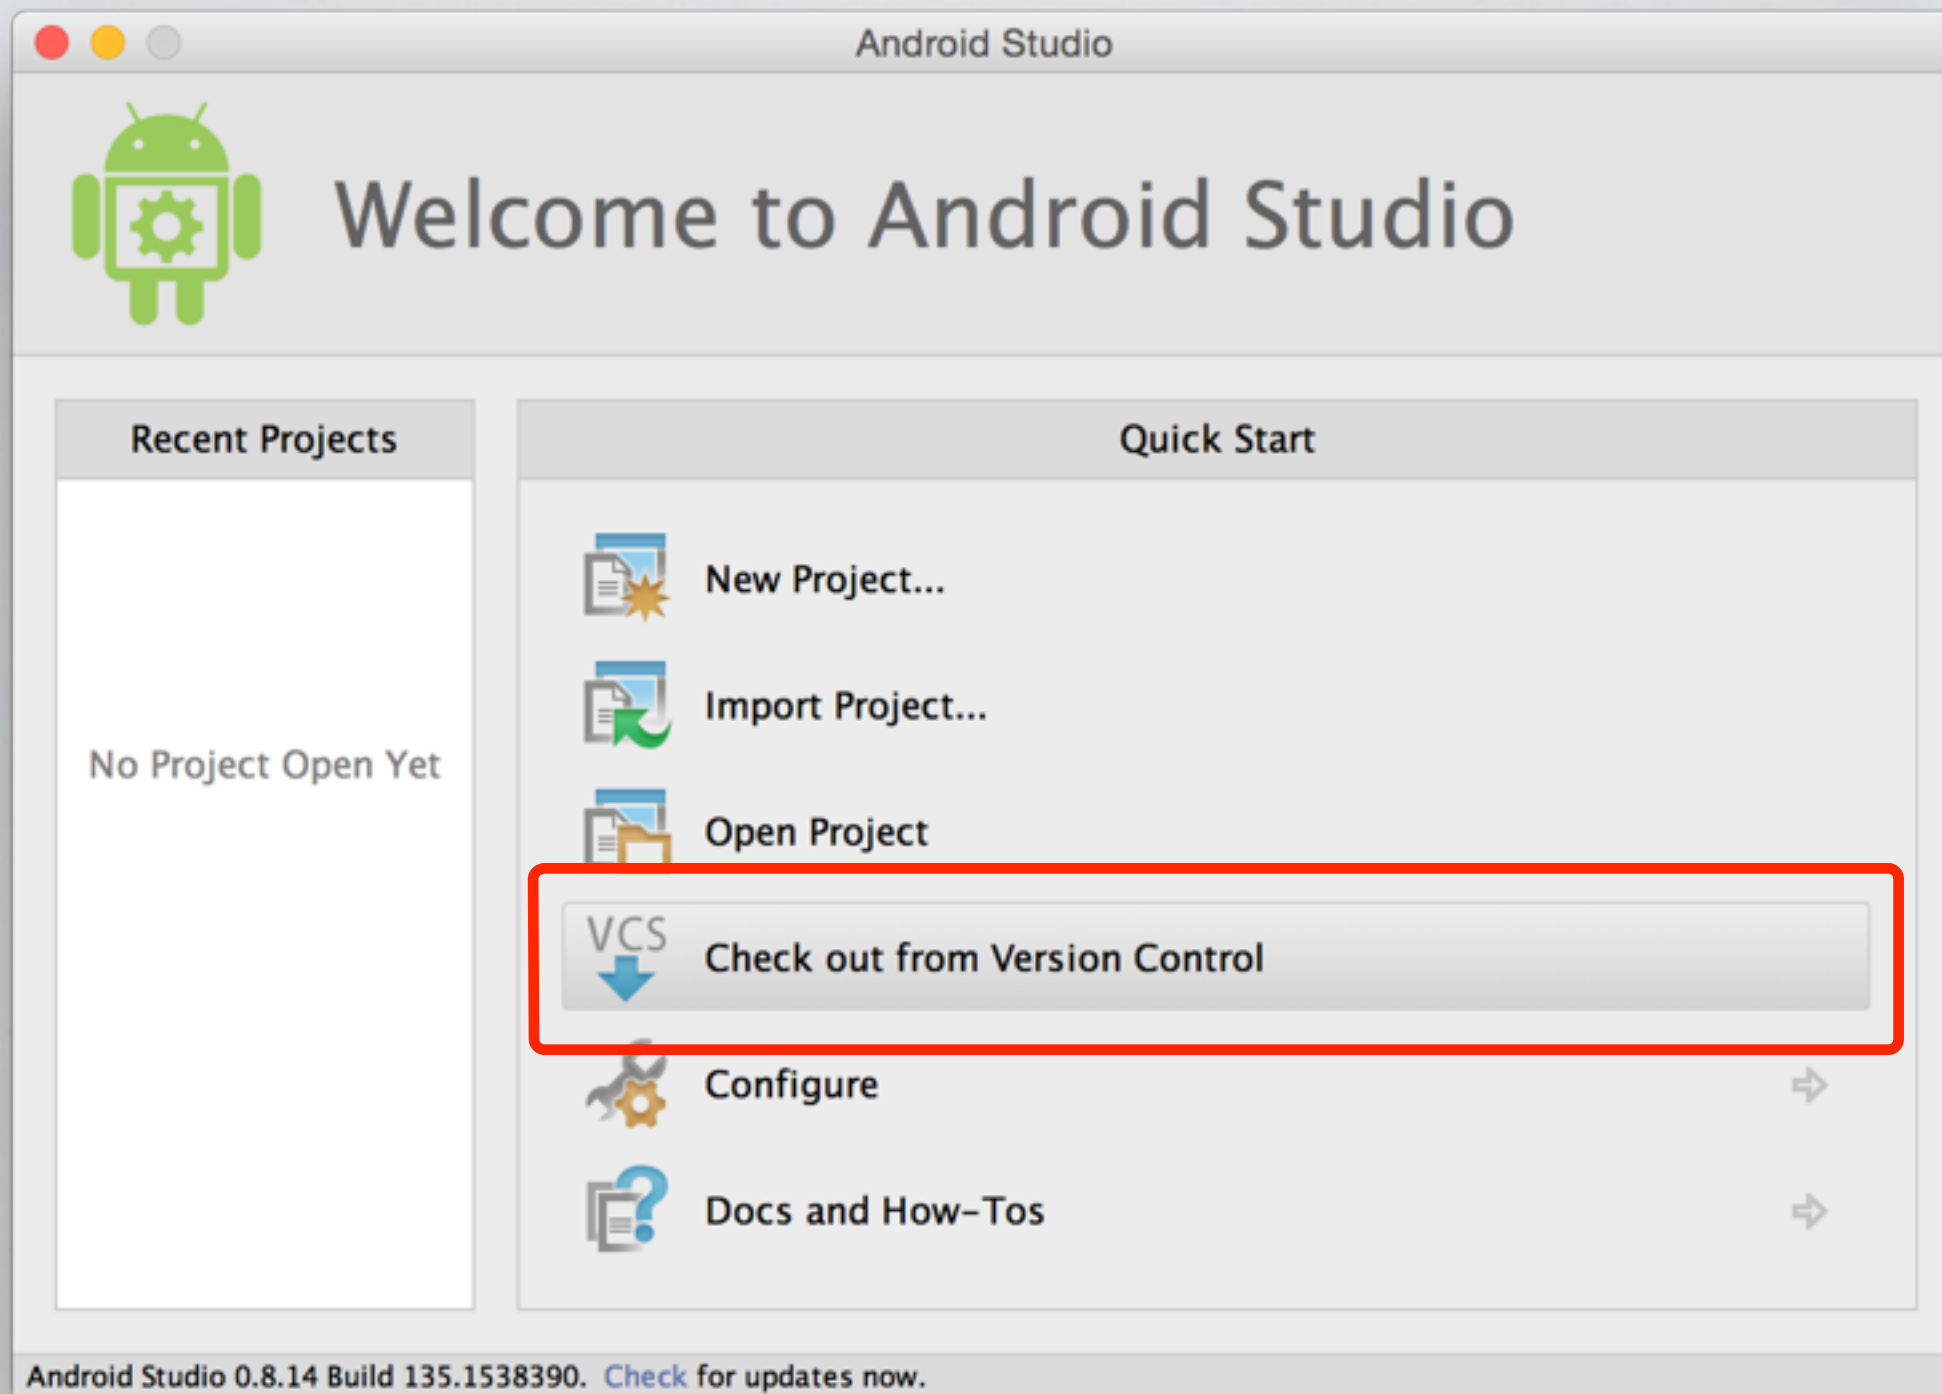 Android Studio
Welcome to Android Studio
Recent Projects
No Project Open Yet
Quick Start
New Project...
Import Project...
Open Project
VCS
Check out from Version Control
Configure
Docs and How-Tos
Android Studio 0.8.14 Build 135.1538390. Check for updates now.